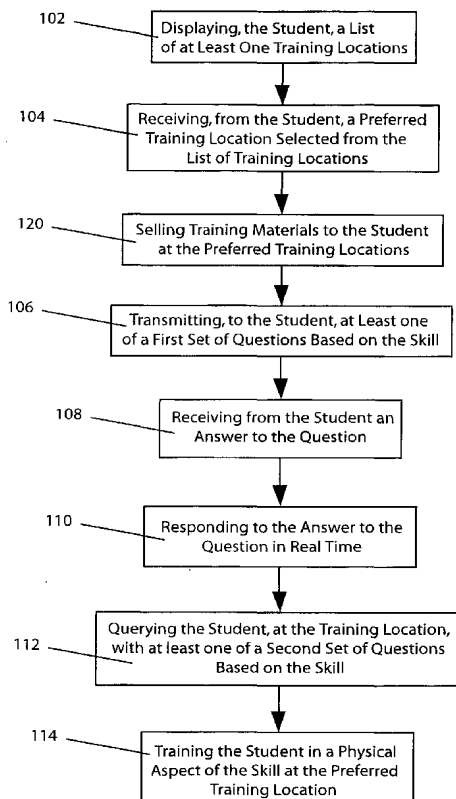 102
Displaying, the Student, a List
of at Least One Training Locations
104
Receiving, from the Student, a Preferred
Training Location Selected from the
List of Training Locations
120
Selling Training Materials to the Student
at the Preferred Training Locations
106
Transmitting, to the Student, at Least one
of a First Set of Questions Based on the Skill
108
Receiving from the Student an
Answer to the Question
110
Responding to the Answer to the
Question in Real Time
112
Querying the Student, at the Training Location,
with at least one of a Second Set of Questions
Based on the Skill
114
Training the Student in a Physical
Aspect of the Skill at the Preferred
Training Location